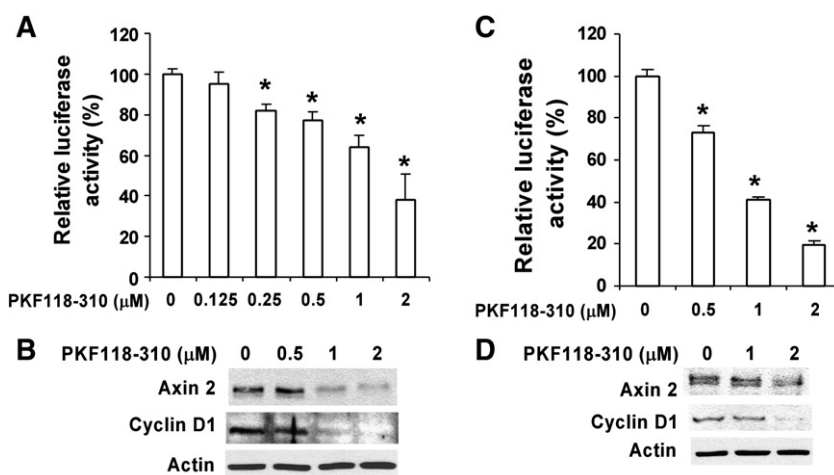 A
Relative luciferase
activity (%)
120
100
80
60
40
20
0
*
*
*
*
PKF118-310 (μM)
0 0.125 0.25 0.5 1 2
B
PKF118-310 (μM) 0 0.5 1 2
Axin 2
Cyclin D1
Actin
C
Relative luciferase
activity (%)
120
100
80
60
40
20
0
*
*
*
PKF118-310 (μM)
0 0.5 1 2
D
PKF118-310 (μM) 0 1 2
Axin 2
Cyclin D1
Actin